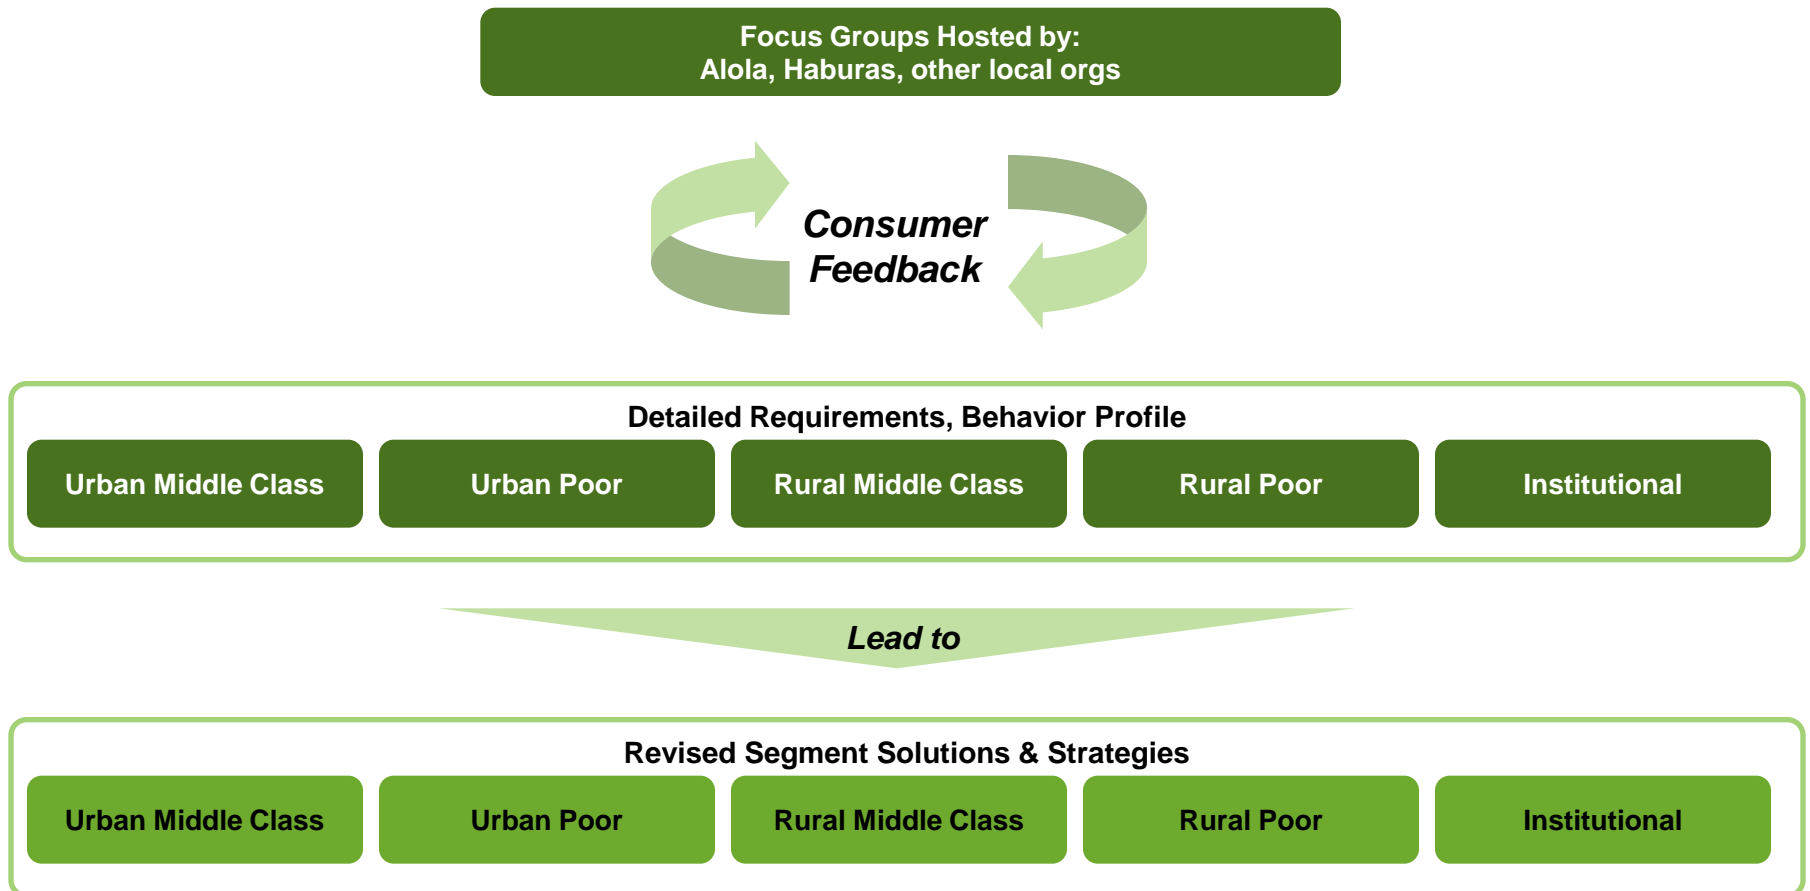 Focus Groups Hosted by:
Alola, Haburas, other local orgs
Consumer
Feedback
Detailed Requirements, Behavior Profile
Urban Middle Class
Urban Poor
Rural Middle Class
Rural Poor
Institutional
Lead to
Revised Segment Solutions & Strategies
Urban Middle Class
Urban Poor
Rural Middle Class
Rural Poor
Institutional